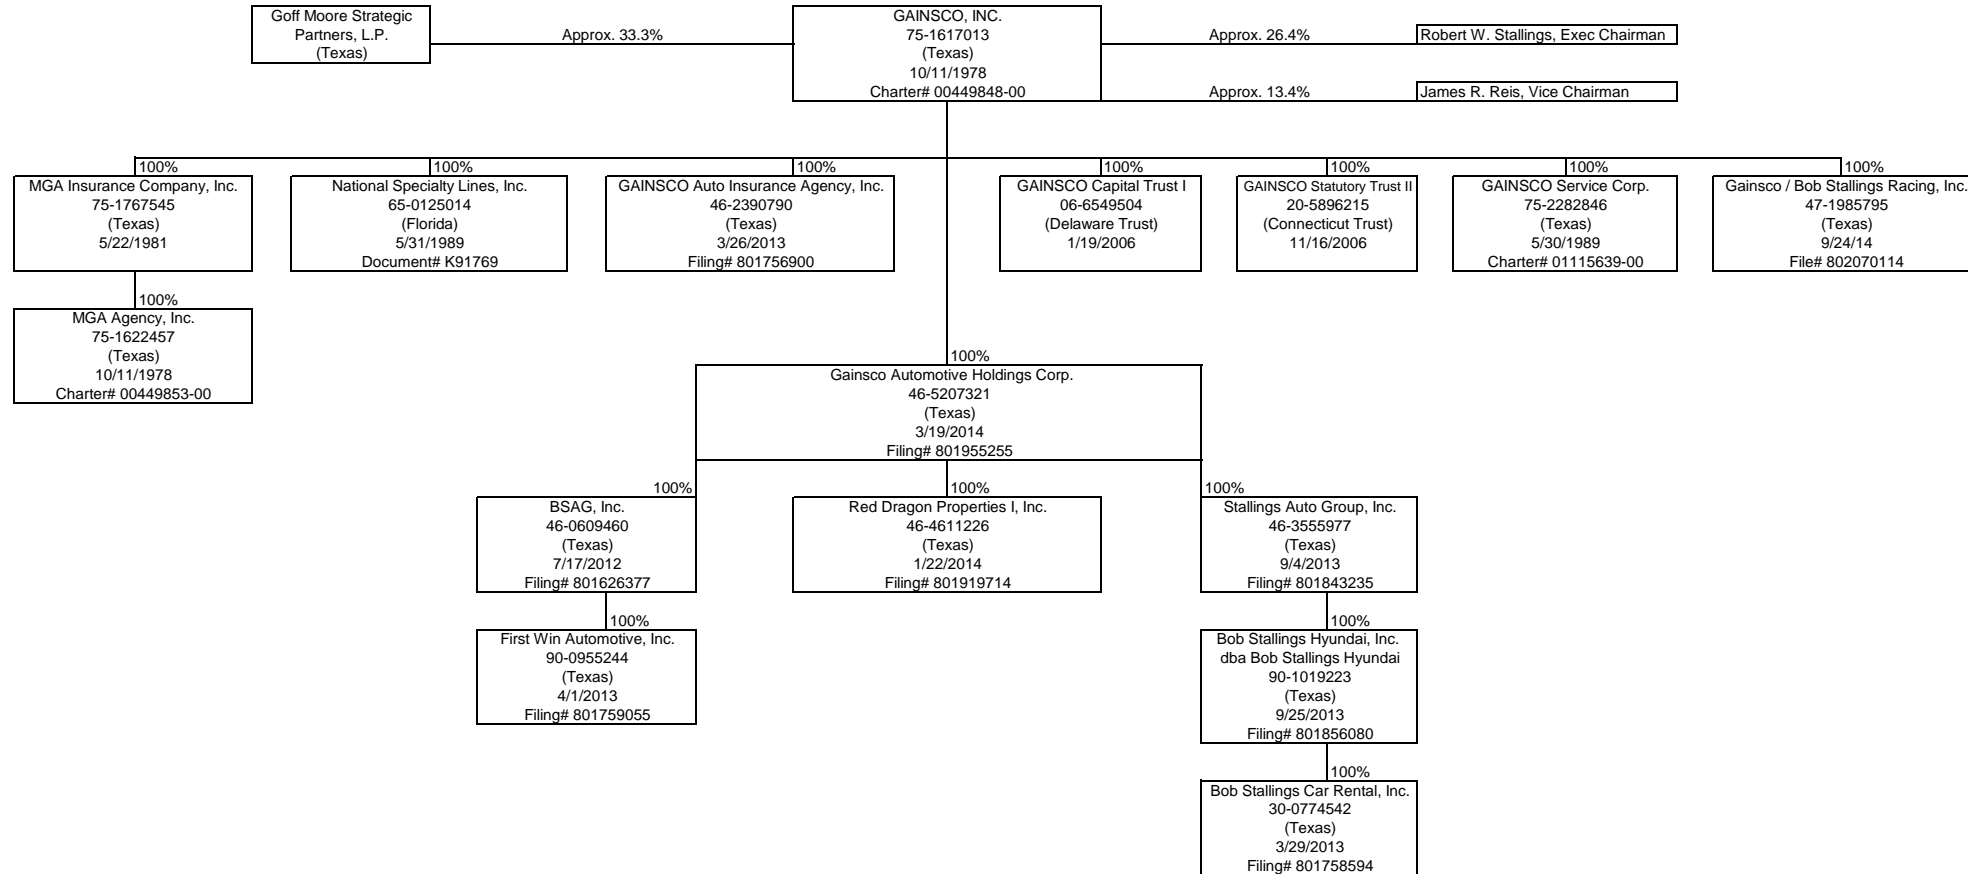 Goff Moore Strategic
Partners, L.P.
(Texas)
Approx. 33.3%
GAINSCO, INC.
75-1617013
(Texas)
10/11/1978
Charter# 00449848-00
Approx. 26.4%
Robert W. Stallings, Exec Chairman
Approx. 13.4%
James R. Reis, Vice Chairman
100%
MGA Insurance Company, Inc.
75-1767545
(Texas)
5/22/1981
100%
National Specialty Lines, Inc.
65-0125014
(Florida)
5/31/1989
Document# K91769
100%
GAINSCO Auto Insurance Agency, Inc.
46-2390790
(Texas)
3/26/2013
Filing# 801756900
100%
GAINSCO Capital Trust I
06-6549504
(Delaware Trust)
1/19/2006
100%
GAINSCO Statutory Trust II
20-5896215
(Connecticut Trust)
11/16/2006
100%
GAINSCO Service Corp.
75-2282846
(Texas)
5/30/1989
Charter# 01115639-00
100%
Gainsco / Bob Stallings Racing, Inc.
47-1985795
(Texas)
9/24/14
File# 802070114
100%
MGA Agency, Inc.
75-1622457
(Texas)
10/11/1978
Charter# 00449853-00
100%
Gainsco Automotive Holdings Corp.
46-5207321
(Texas)
3/19/2014
Filing# 801955255
100%
BSAG, Inc.
46-0609460
(Texas)
7/17/2012
Filing# 801626377
100%
Red Dragon Properties I, Inc.
46-4611226
(Texas)
1/22/2014
Filing# 801919714
100%
Stallings Auto Group, Inc.
46-3555977
(Texas)
9/4/2013
Filing# 801843235
100%
First Win Automotive, Inc.
90-0955244
(Texas)
4/1/2013
Filing# 801759055
100%
Bob Stallings Hyundai, Inc.
dba Bob Stallings Hyundai
90-1019223
(Texas)
9/25/2013
Filing# 801856080
100%
Bob Stallings Car Rental, Inc.
30-0774542
(Texas)
3/29/2013
Filing# 801758594